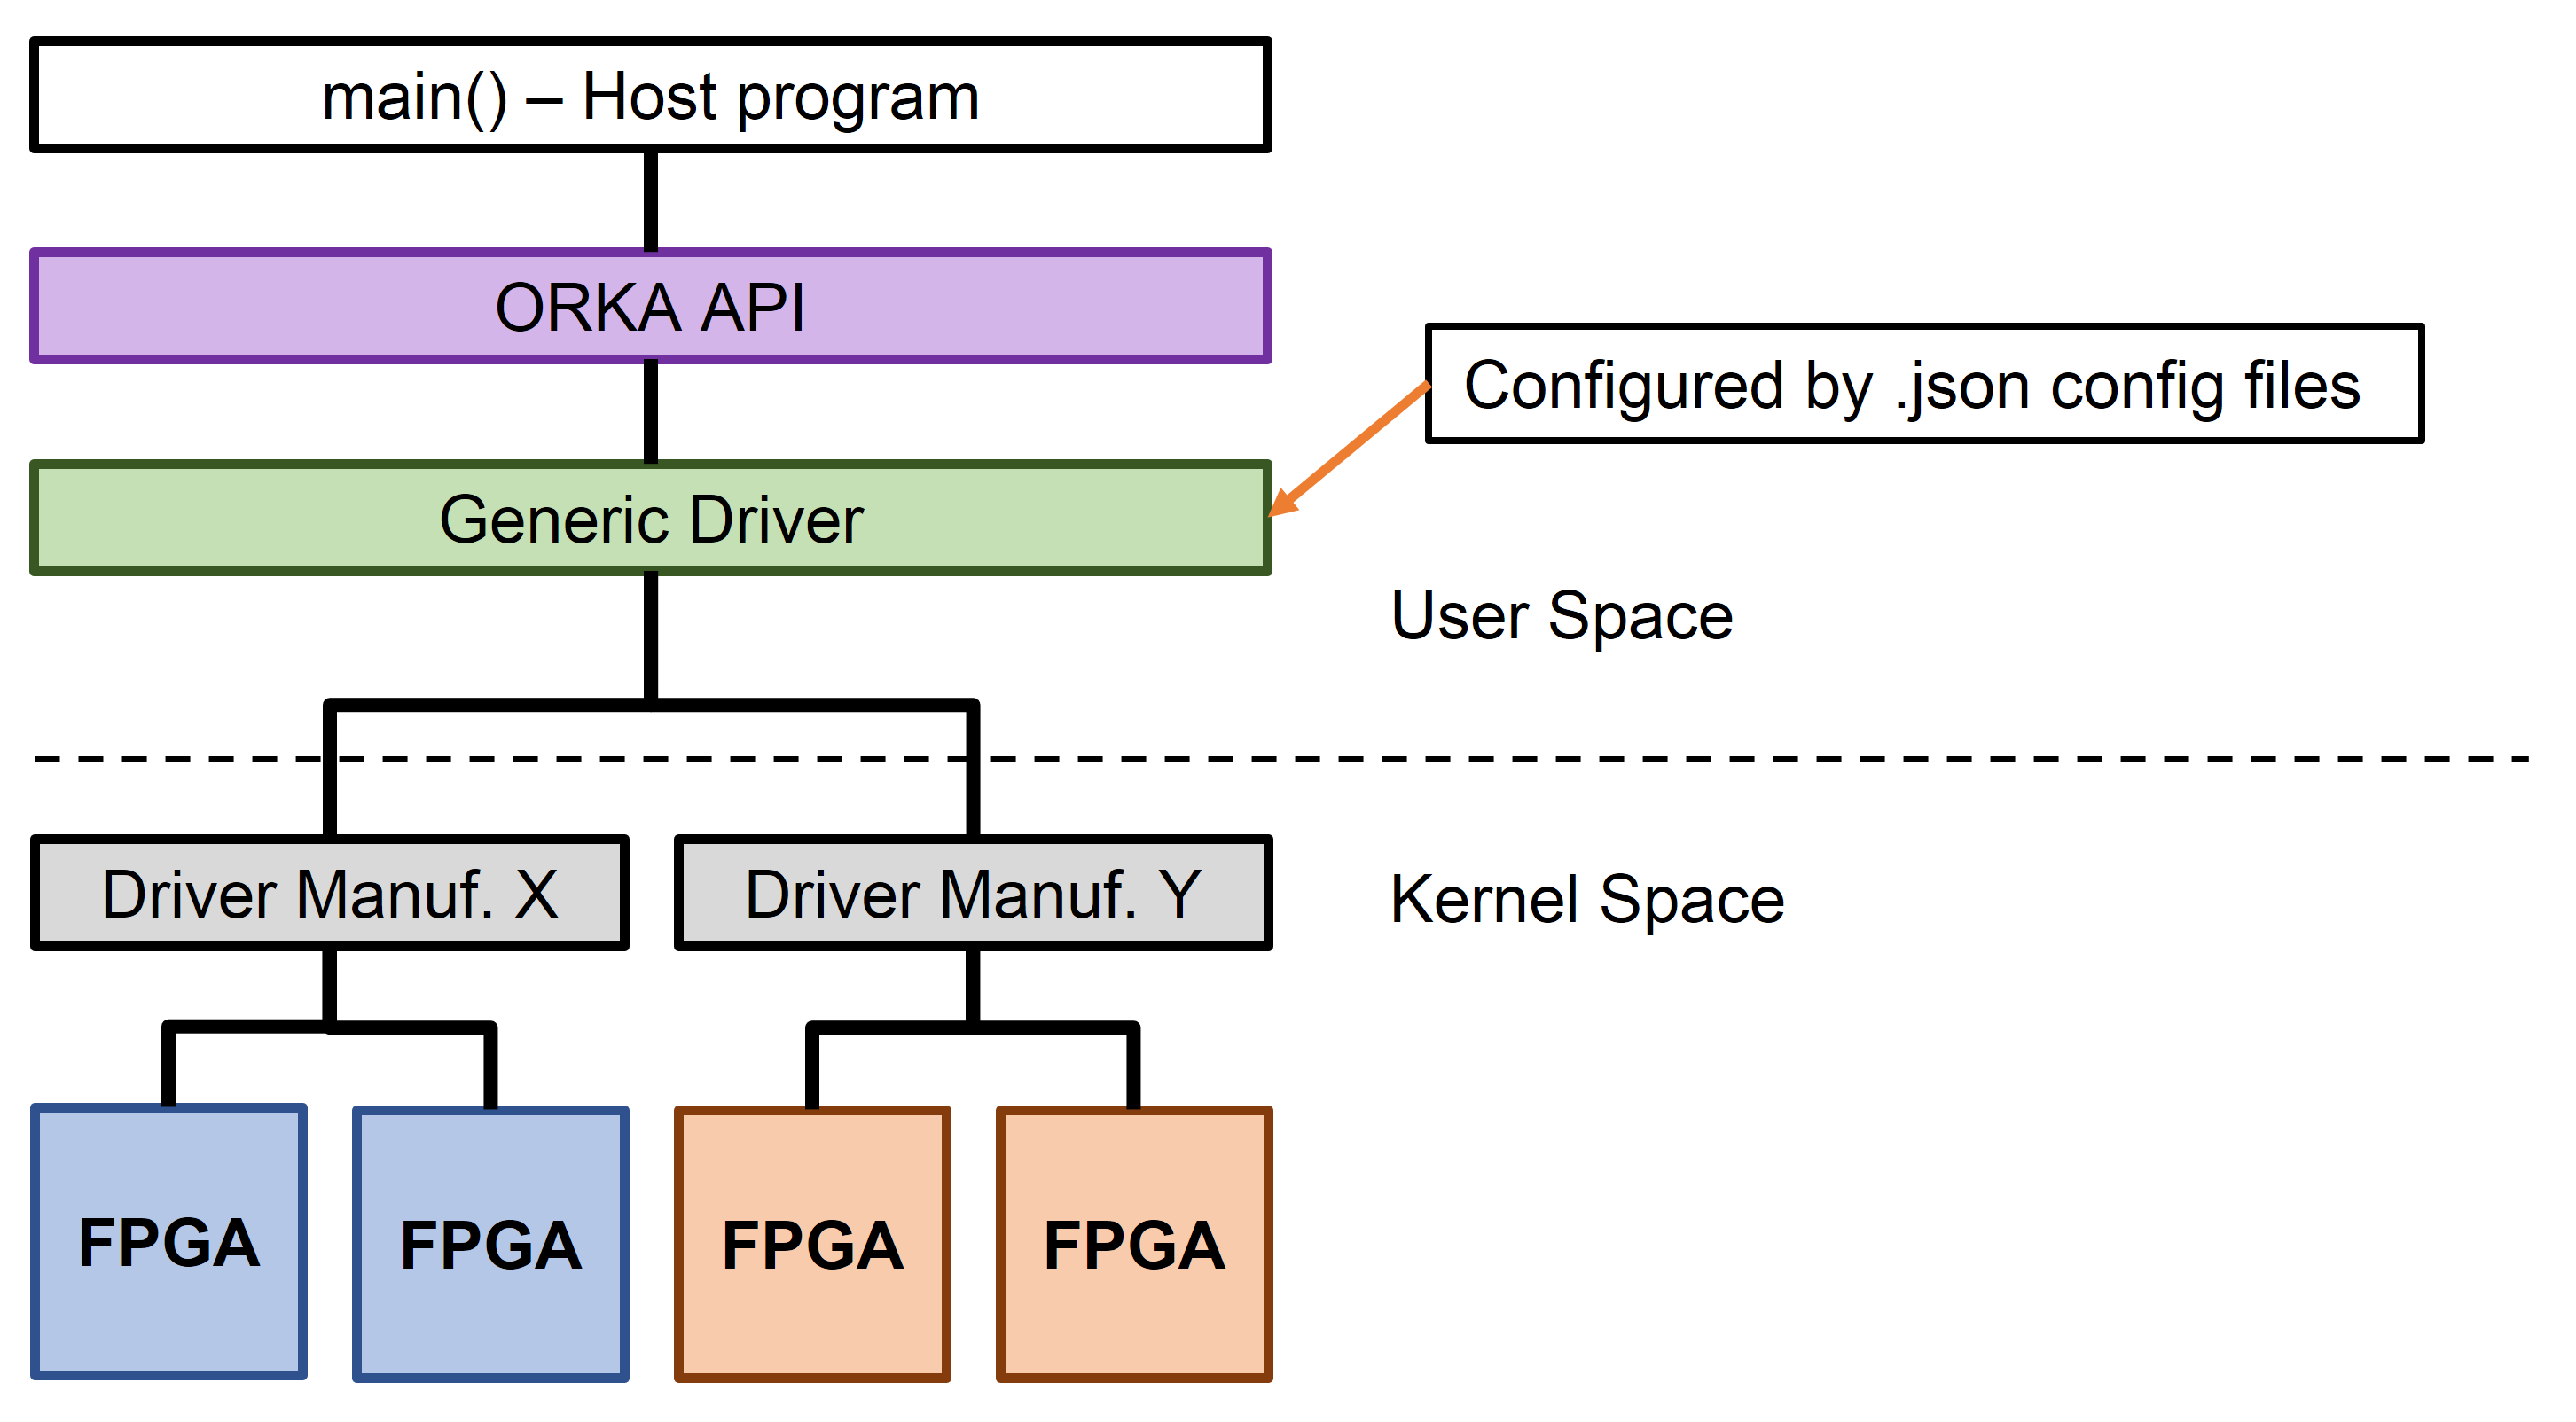 main() – Host program
ORKA API
Configured by .json config files
Generic Driver
User Space
Driver Manuf. X
Driver Manuf. Y
Kernel Space
FPGA
FPGA
FPGA
FPGA